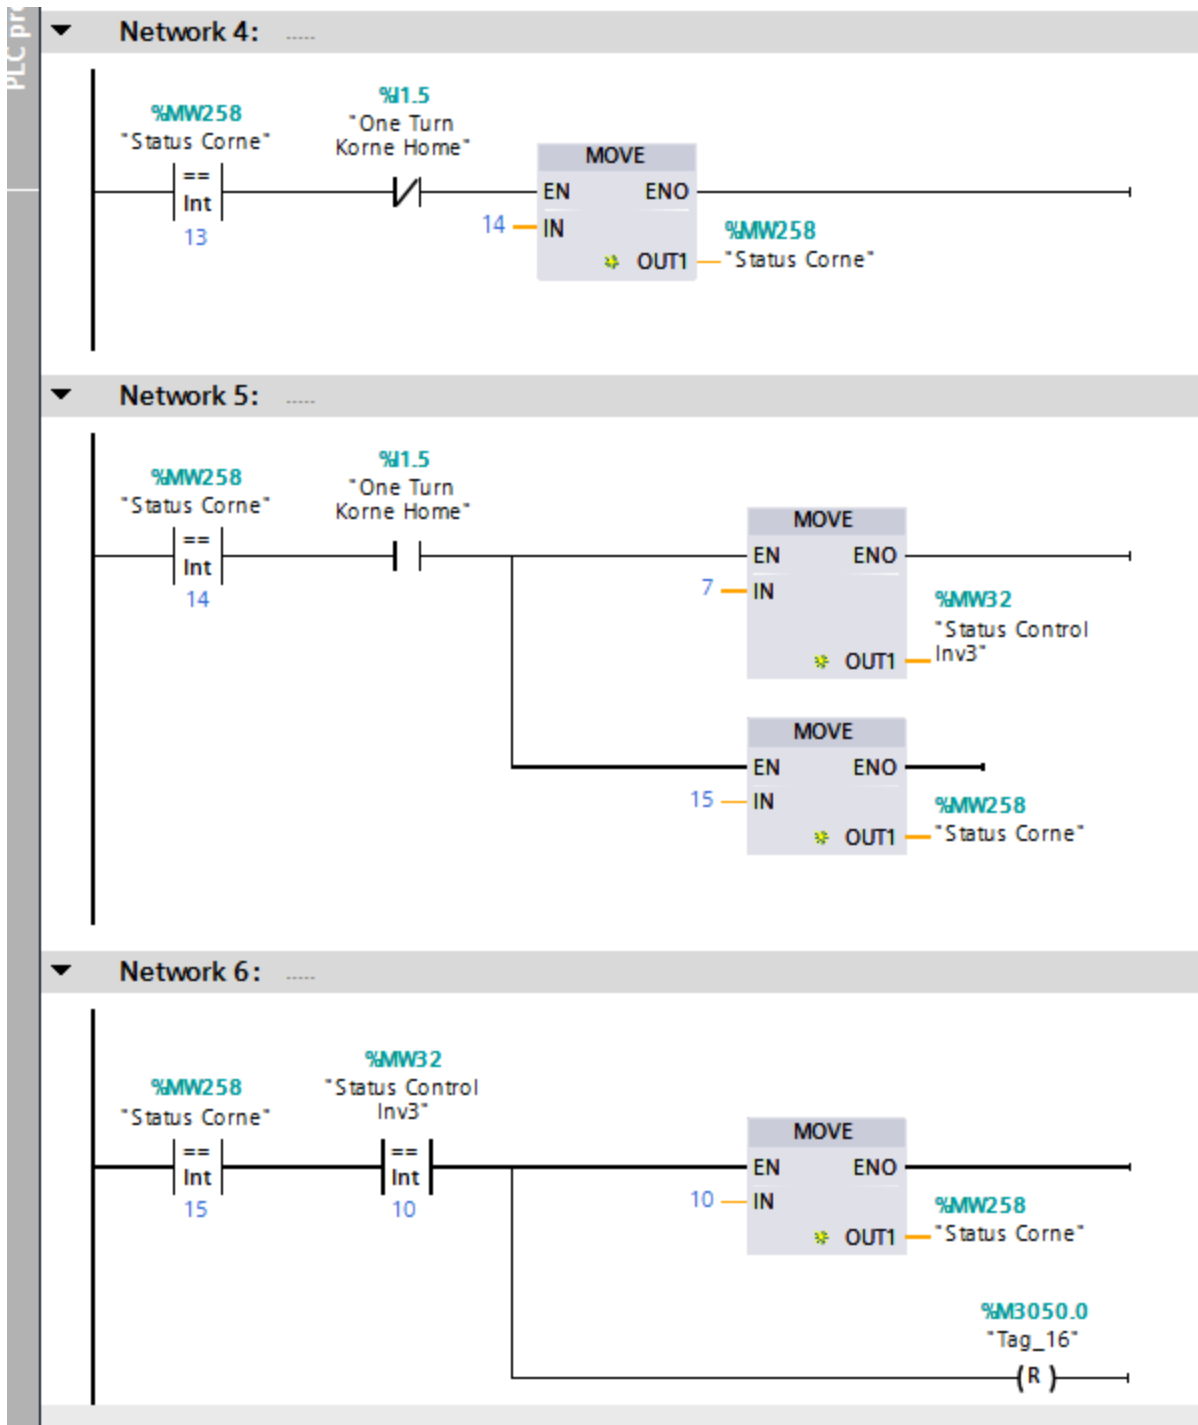 PLC pro
Network 4: .....
%MW258
"Status Corne"
==
Int
13
%I1.5
"One Turn
Korne Home"
MOVE
EN ENO
14 IN
OUT1
%MW258
"Status Corne"
Network 5: .....
%MW258
"Status Corne"
==
Int
14
%I1.5
"One Turn
Korne Home"
MOVE
EN ENO
7 IN
OUT1
%MW32
"Status Control
Inv3"
MOVE
EN ENO
15 IN
OUT1
%MW258
"Status Corne"
Network 6: .....
%MW258
"Status Corne"
==
Int
15
%MW32
"Status Control
Inv3"
==
Int
10
MOVE
EN ENO
10 IN
OUT1
%MW258
"Status Corne"
%M3050.0
"Tag_16"
(R)